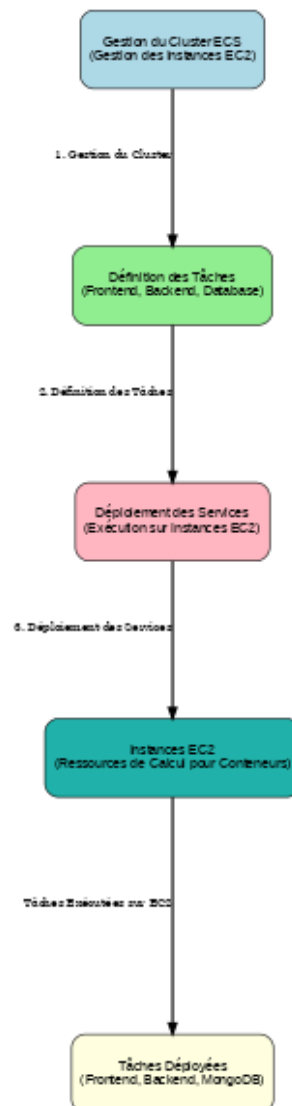 Gestion du Cluster ECS
(Gestion des Instances EC2)
1. Gestion du Cluster
Définition des Tâches
(Frontend, Backend, Database)
2. Définition des Tâches
Déploiement des Services
(Exécution sur Instances EC2)
3. Déploiement des Services
Instances EC2
(Ressources de Calcul pour Conteneurs)
Tâches Exécutées sur EC2
Tâches Déployées
(Frontend, Backend, MongoDB)